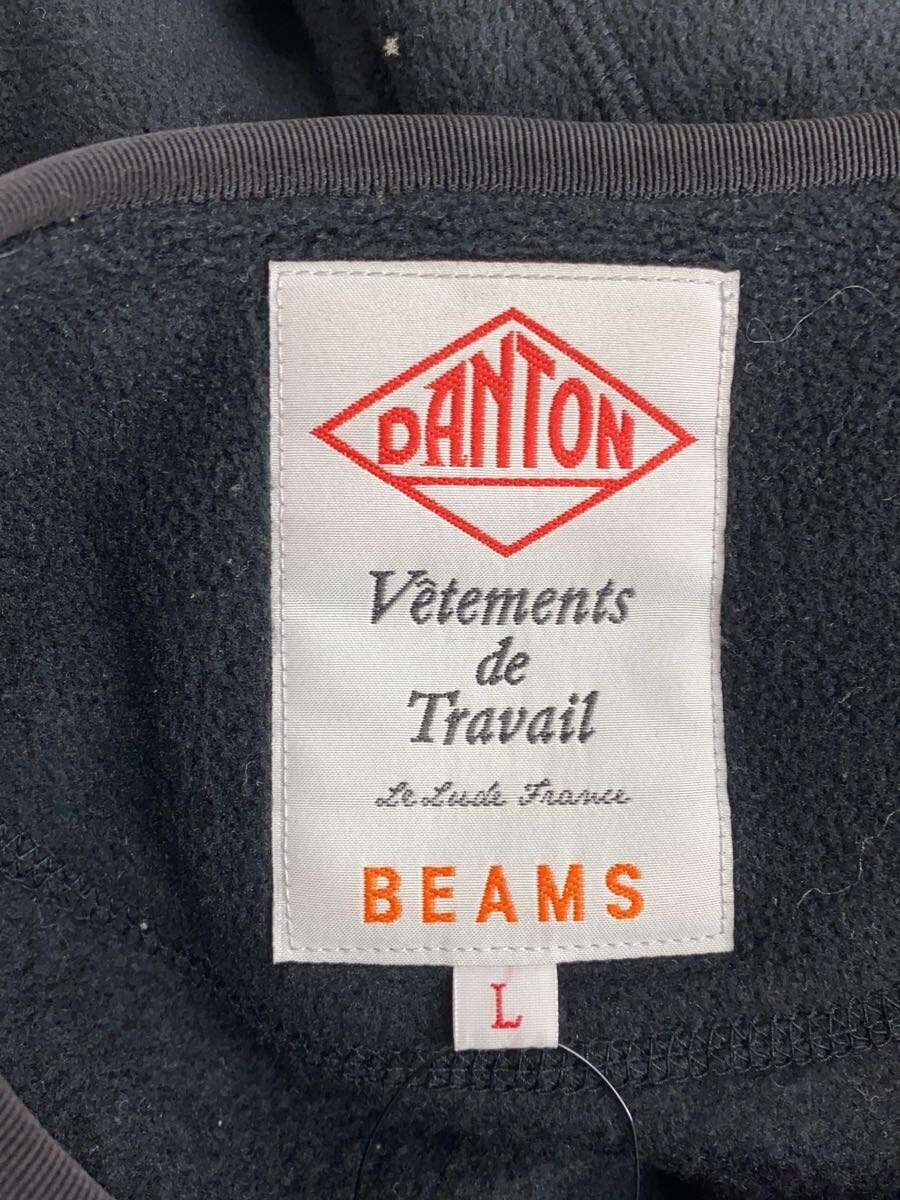 DANTON
Vêtements
de
Travail
Le Lude France
BEAMS
L